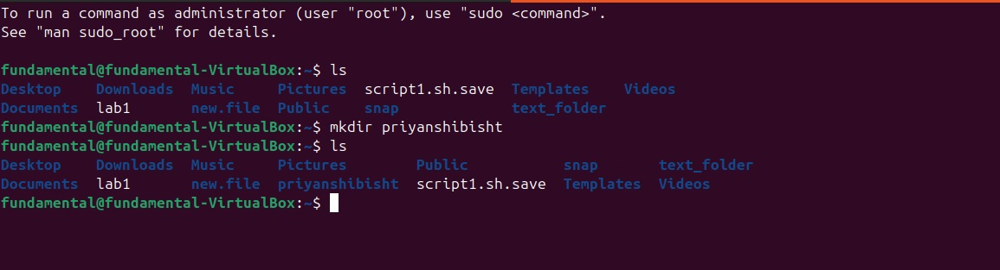 To run a command as administrator (user "root"), use "sudo <command>".
See "man sudo_root" for details.
fundamental@fundamental-VirtualBox:~$ ls
Desktop Downloads Music Pictures script1.sh.save Templates Videos
Documents lab1 new.file Public snap text_folder
fundamental@fundamental-VirtualBox:~$ mkdir priyanshibisht
fundamental@fundamental-VirtualBox:~$ ls
Desktop Downloads Music Pictures Public snap text_folder
Documents lab1 new.file priyanshibisht script1.sh.save Templates Videos
fundamental@fundamental-VirtualBox:~$